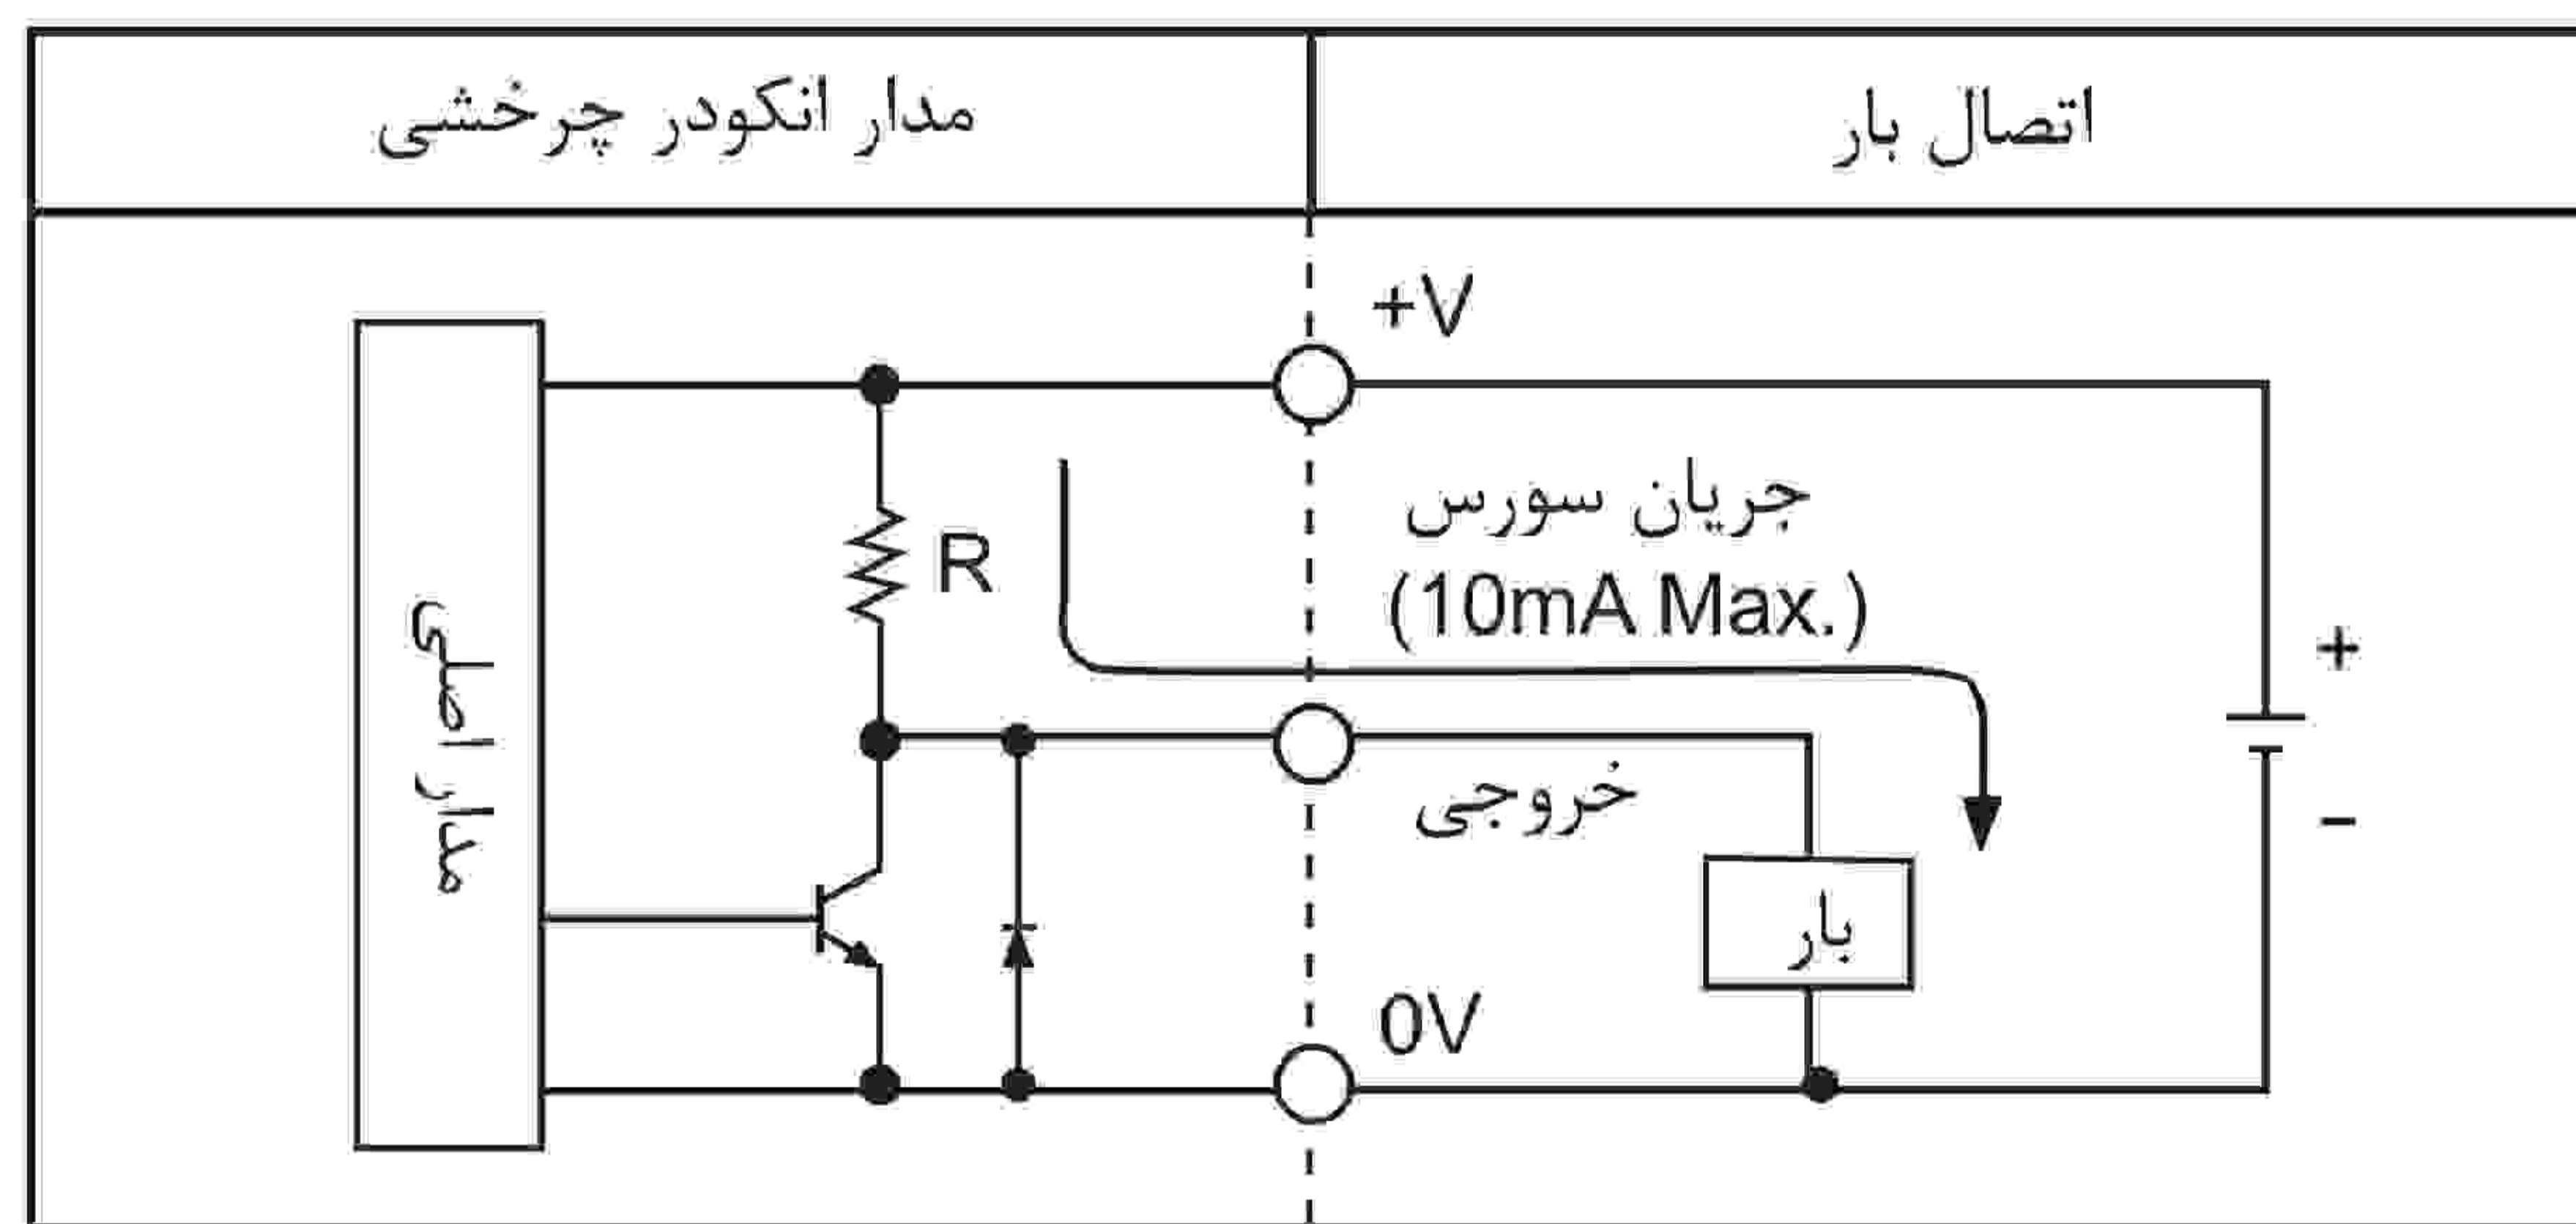 اتصال بار
مدار انکودر چرخشی
+V
جریان سورس
(10mA Max.)
R
+
خروجی
−
مدار اصلی
بار
0V